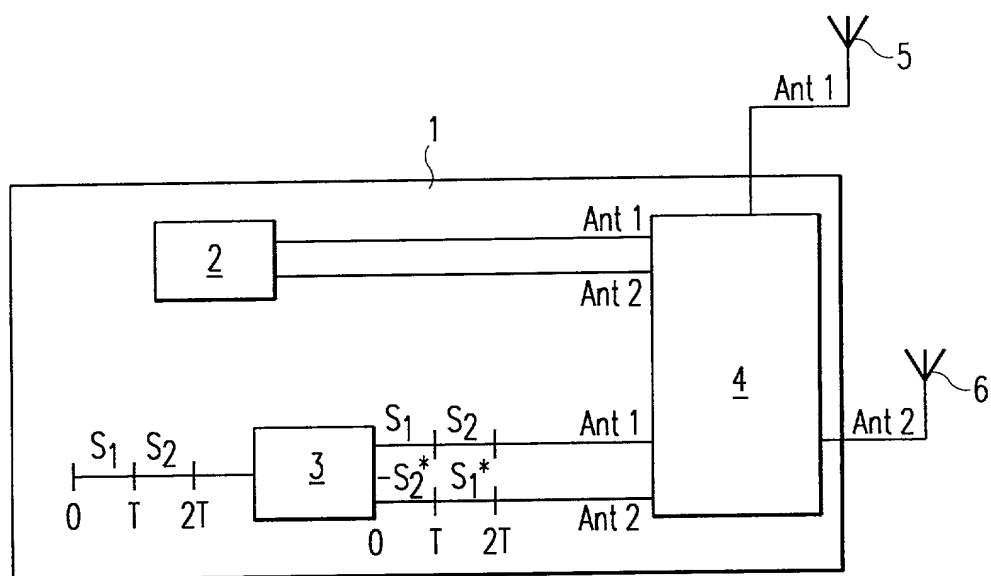 5
Ant 1
1
Ant 1
2
Ant 2
4
6
Ant 2
S1 S2 Ant 1
S1 S2
3
-S2* S1*
0 T 2T
0 T 2T
Ant 2